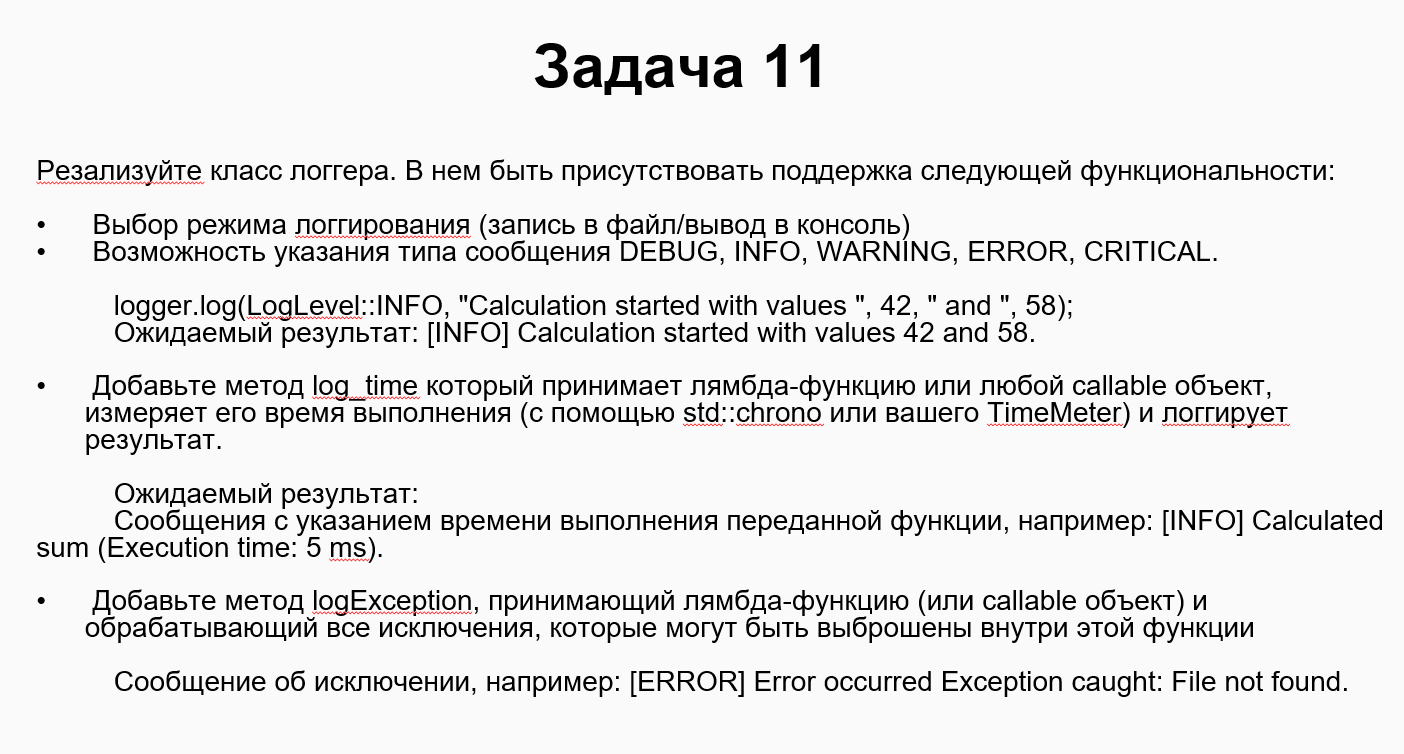 Задача 11
Резализуйте класс логгера. В нем быть присутствовать поддержка следующей функциональности:
• Выбор режима логгирования (запись в файл/вывод в консоль)
• Возможность указания типа сообщения DEBUG, INFO, WARNING, ERROR, CRITICAL.
logger.log(LogLevel::INFO, "Calculation started with values ", 42, " and ", 58);
Ожидаемый результат: [INFO] Calculation started with values 42 and 58.
• Добавьте метод log_time который принимает лямбда-функцию или любой callable объект,
измеряет его время выполнения (с помощью std::chrono или вашего TimeMeter) и логгирует
результат.
Ожидаемый результат:
Сообщения с указанием времени выполнения переданной функции, например: [INFO] Calculated
sum (Execution time: 5 ms).
• Добавьте метод logException, принимающий лямбда-функцию (или callable объект) и
обрабатывающий все исключения, которые могут быть выброшены внутри этой функции
Сообщение об исключении, например: [ERROR] Error occurred Exception caught: File not found.